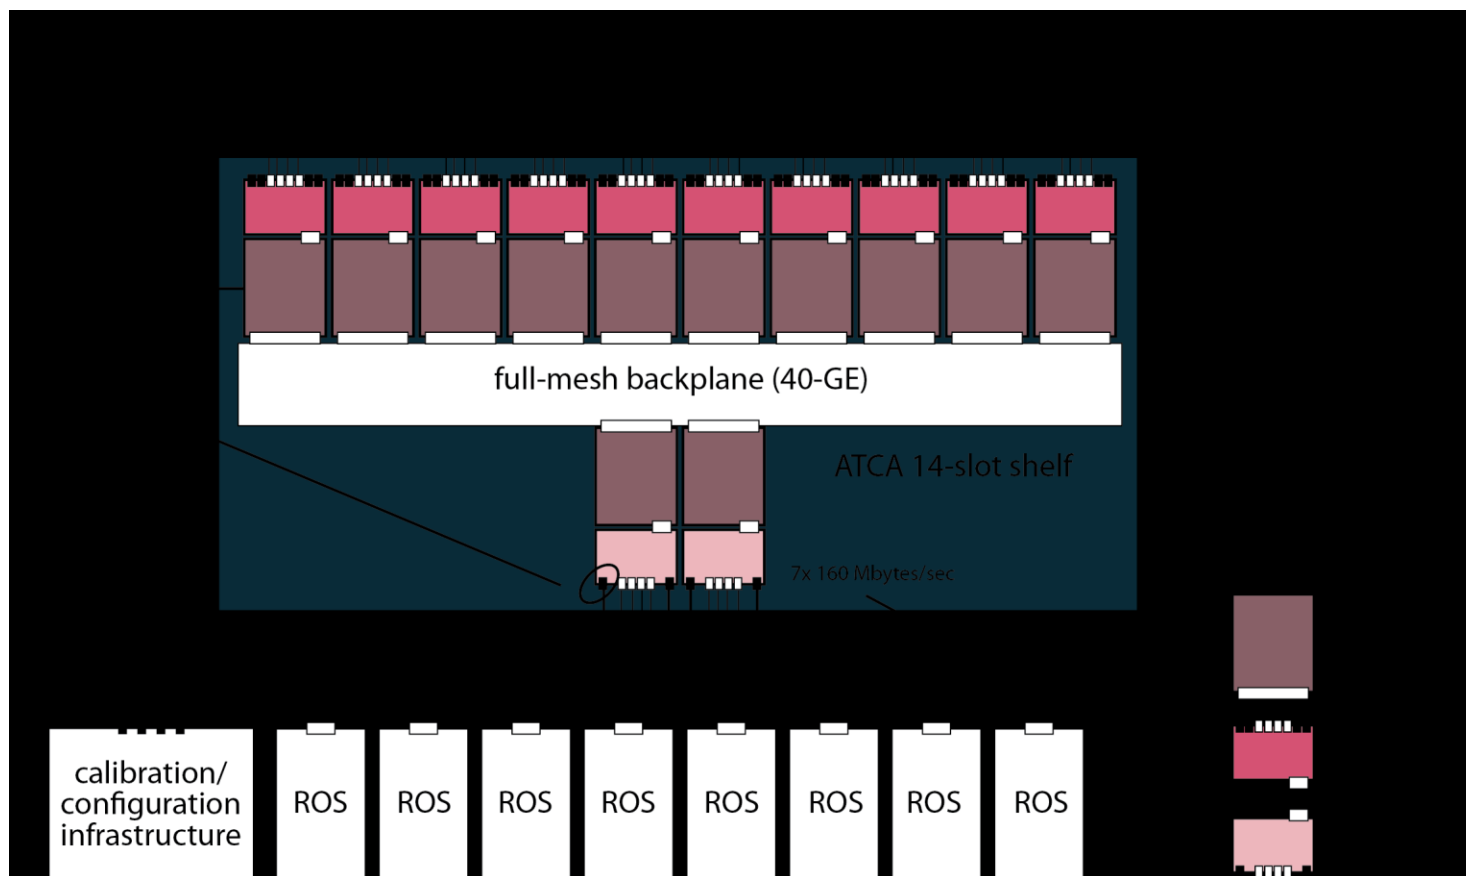 full-mesh backplane (40-GE)
ATCA 14-slot shelf
7x 160 Mbytes/sec
calibration/
configuration
infrastructure
ROS
ROS
ROS
ROS
ROS
ROS
ROS
ROS